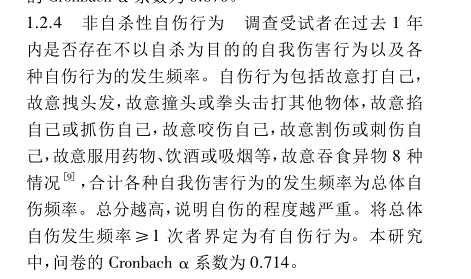 的 Cronbach α 系数为 0.870。
1.2.4　非自杀性自伤行为　调查受试者在过去 1 年
内是否存在不以自杀为目的的自我伤害行为以及各
种自伤行为的发生频率。自伤行为包括故意打自己,
故意拽头发,故意撞头或拳头击打其他物体,故意掐
自己或抓伤自己,故意咬伤自己,故意割伤或刺伤自
己,故意服用药物、饮酒或吸烟等,故意吞食异物 8 种
情况[9],合计各种自我伤害行为的发生频率为总体自
伤频率。总分越高,说明自伤的程度越严重。将总体
自伤发生频率≥1 次者界定为有自伤行为。本研究
中,问卷的 Cronbach α 系数为 0.714。